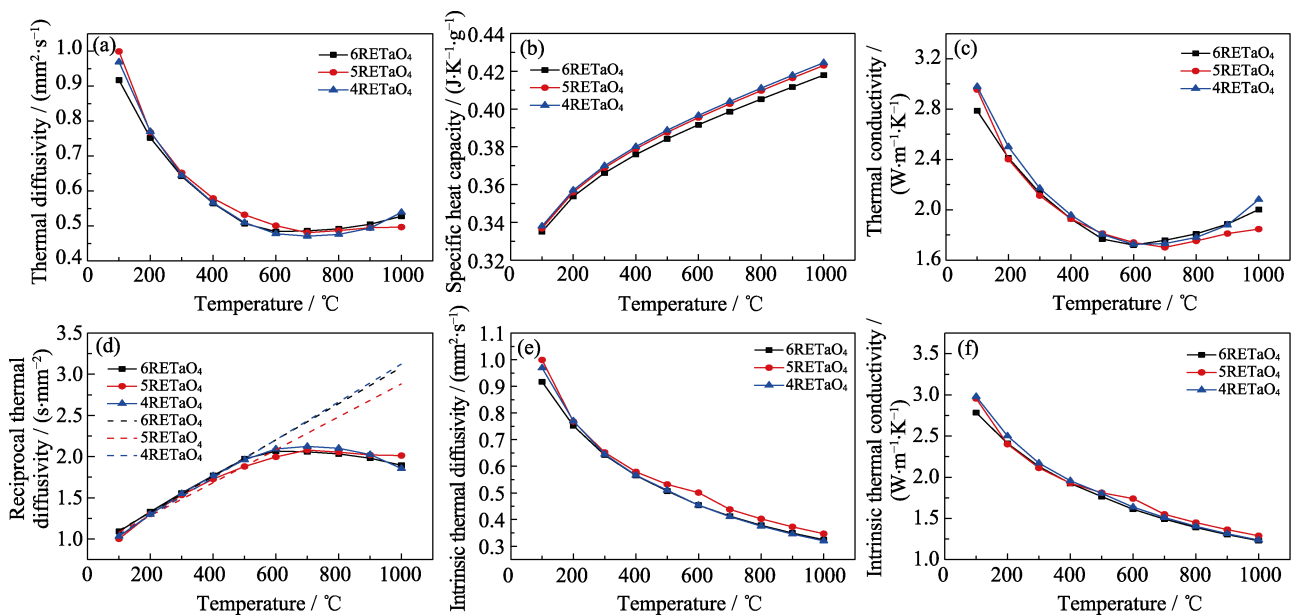 (a)
6RETaO₄
5RETaO₄
4RETaO₄
Thermal diffusivity / (mm²·s⁻¹)
1.0
0.9
0.8
0.7
0.6
0.5
0.4
0 200 400 600 800 1000
Temperature / ℃
(b)
6RETaO₄
5RETaO₄
4RETaO₄
Specific heat capacity / (J·K⁻¹·g⁻¹)
0.44
0.42
0.40
0.38
0.36
0.34
0.32
0 200 400 600 800 1000
Temperature / ℃
(c)
6RETaO₄
5RETaO₄
4RETaO₄
Thermal conductivity /
(W·m⁻¹·K⁻¹)
3.2
2.8
2.4
2.0
1.6
0 200 400 600 800 1000
Temperature / ℃
(d)
6RETaO₄
5RETaO₄
4RETaO₄
6RETaO₄
5RETaO₄
4RETaO₄
Reciprocal thermal
diffusivity / (s·mm⁻²)
3.5
3.0
2.5
2.0
1.5
1.0
0 200 400 600 800 1000
Temperature / ℃
(e)
6RETaO₄
5RETaO₄
4RETaO₄
Intrinsic thermal diffusivity / (mm²·s⁻¹)
1.1
1.0
0.9
0.8
0.7
0.6
0.5
0.4
0.3
0 200 400 600 800 1000
Temperature / ℃
(f)
6RETaO₄
5RETaO₄
4RETaO₄
Intrinsic thermal conductivity /
(W·m⁻¹·K⁻¹)
3.5
3.0
2.5
2.0
1.5
1.0
0 200 400 600 800 1000
Temperature / ℃